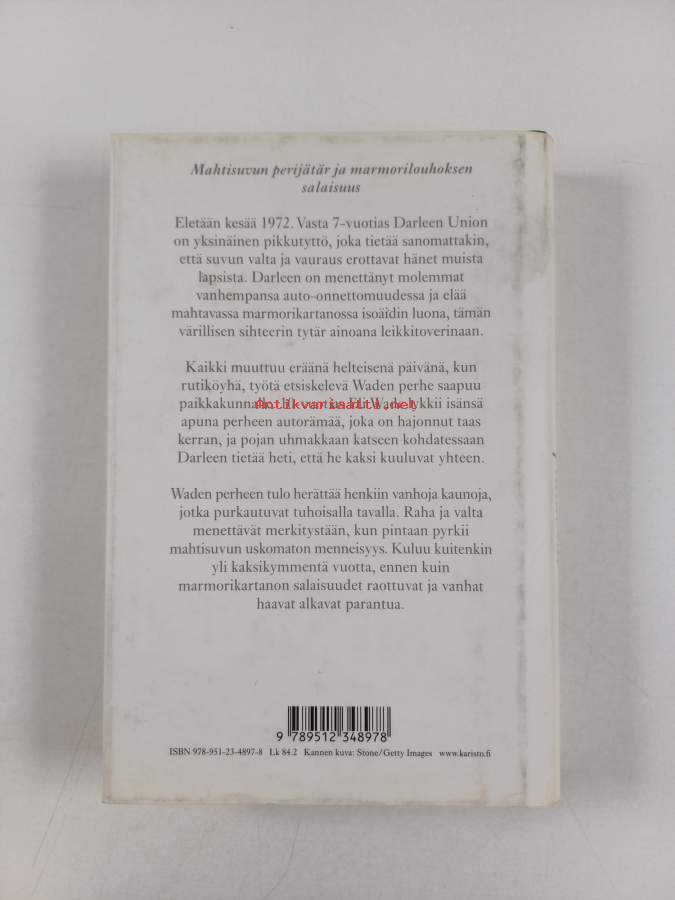 Mahtisuvun perijätär ja marmorilouhoksen
salaisuus
Eletään kesää 1972. Vasta 7-vuotias Darleen Union
on yksinäinen pikkutyttö, joka tietää sanomattakin,
että suvun valta ja vauraus erottavat hänet muista
lapsista. Darleen on menettänyt molemmat
vanhempansa auto-onnettomuudessa ja elää
mahtavassa marmorikartanossa isoäidin luona, tämän
värillisen sihteerin tytär ainoana leikkitoverinaan.
Kaikki muuttuu eräänä helteisenä päivänä, kun
rutiköyhä, työtä etsiskelevä Waden perhe saapuu
paikkakunnalle. Eli Wade tykkii isänsä
antikvariaatti.net
apuna perheen autorämää, joka on hajonnut taas
kerran, ja pojan uhmakkaan katseen kohdatessaan
Darleen tietää heti, että he kaksi kuuluvat yhteen.
Waden perheen tulo herättää henkiin vanhoja kaunoja,
jotka purkautuvat tuhoisalla tavalla. Raha ja valta
menettävät merkitystään, kun pintaan pyrkii
mahtisuvun uskomaton menneisyys. Kuluu kuitenkin
yli kaksikymmentä vuotta, ennen kuin
marmorikartanon salaisuudet raottuvat ja vanhat
haavat alkavat parantua.
9 789512 348978
ISBN 978-951-23-4897-8 Lk 84.2 Kannen kuva: Stone/Getty Images www.karisto.fi